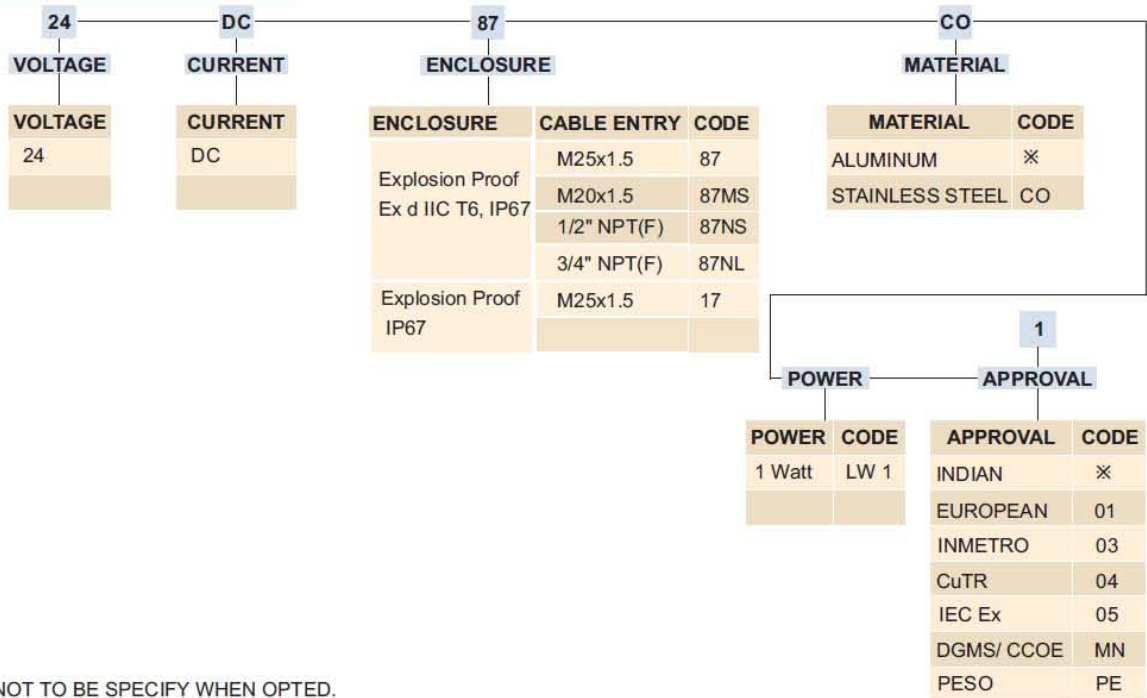 24 DC 87 CO
VOLTAGE CURRENT ENCLOSURE MATERIAL
VOLTAGE
24
CURRENT
DC
ENCLOSURE CABLE ENTRY CODE
Explosion Proof
Ex d IIC T6, IP67
M25x1.5 87
M20x1.5 87MS
1/2" NPT(F) 87NS
3/4" NPT(F) 87NL
Explosion Proof
IP67
M25x1.5 17
MATERIAL CODE
ALUMINUM ※
STAINLESS STEEL CO
1
POWER APPROVAL
POWER CODE
1 Watt LW 1
APPROVAL CODE
INDIAN ※
EUROPEAN 01
INMETRO 03
CuTR 04
IEC Ex 05
DGMS/ CCOE MN
PESO PE
NOT TO BE SPECIFY WHEN OPTED.